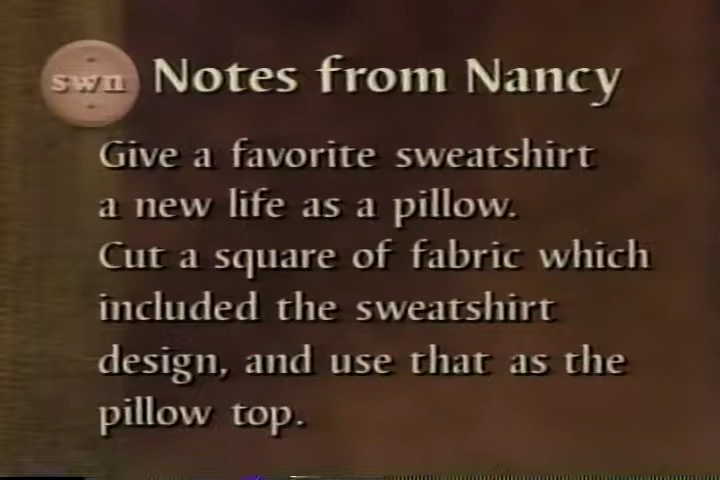 swn
Notes from Nancy
Give a favorite sweatshirt
a new life as a pillow.
Cut a square of fabric which
included the sweatshirt
design, and use that as the
pillow top.